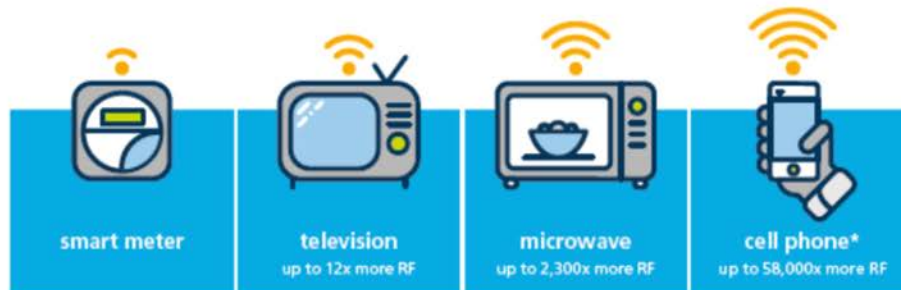 smart meter
television
up to 12x more RF
microwave
up to 2,300x more RF
cell phone*
up to 58,000x more RF